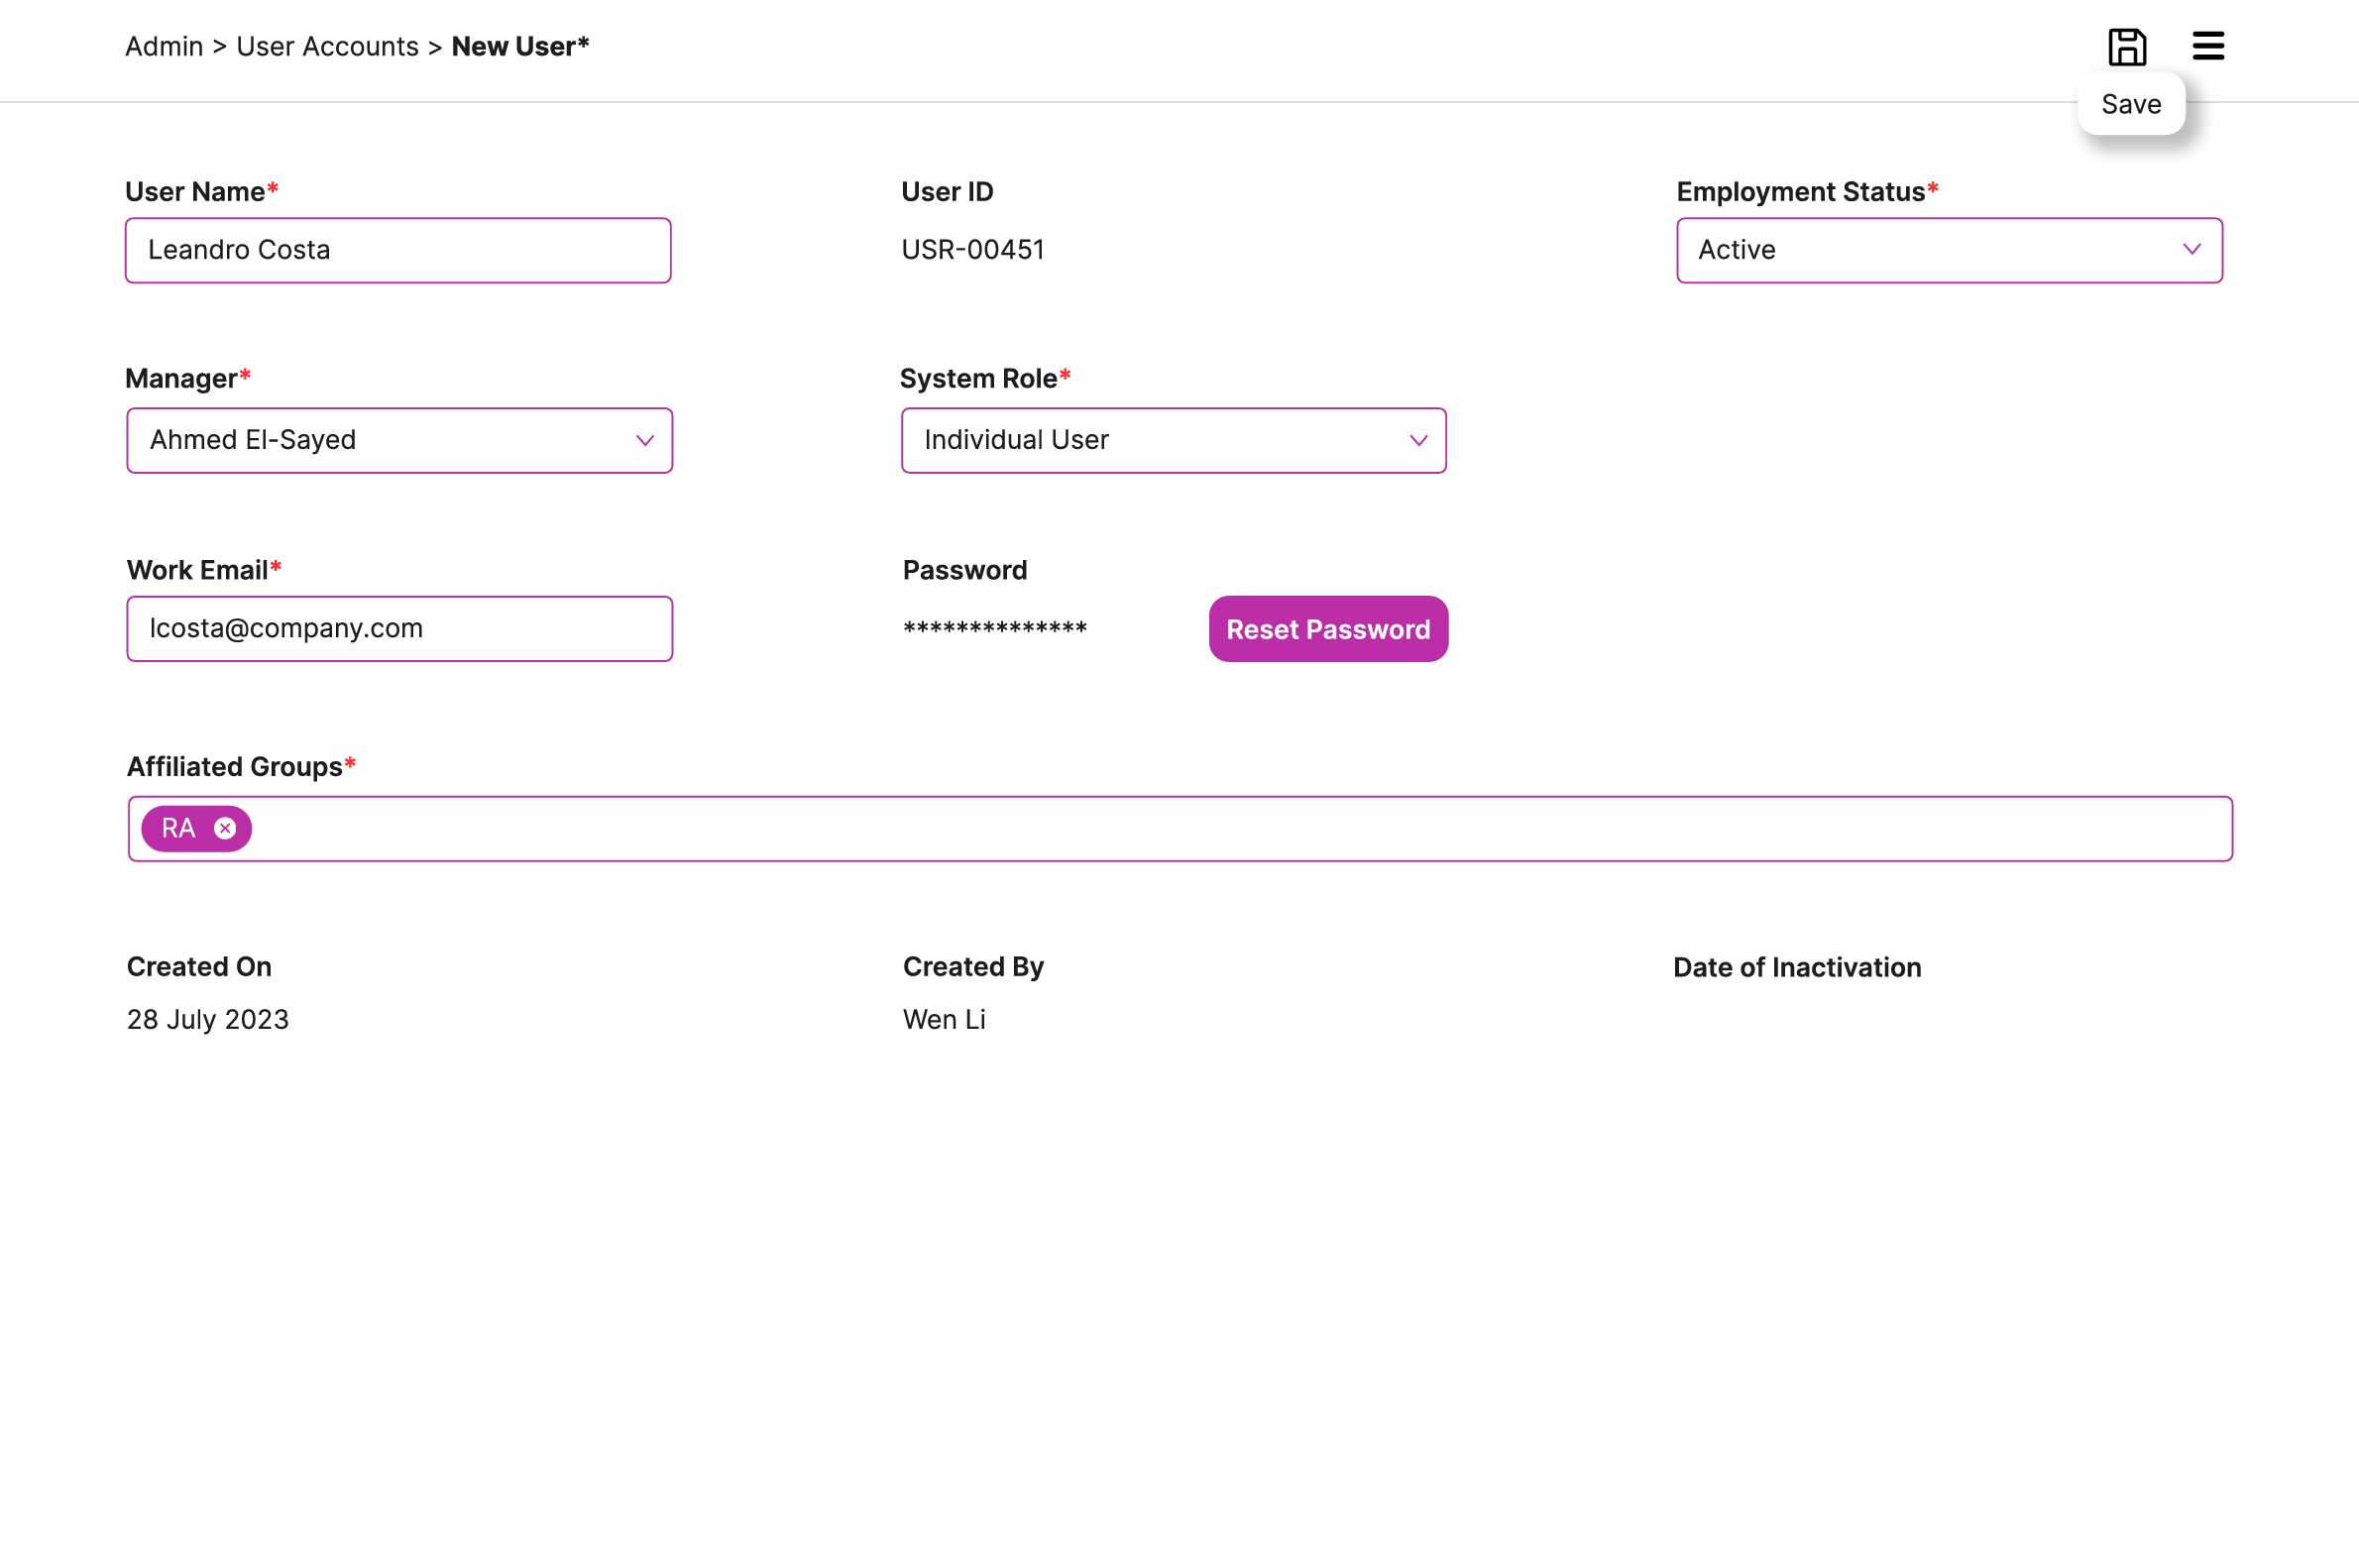 Admin > User Accounts > New User*
Save
User Name*
Leandro Costa
User ID
USR-00451
Employment Status*
Active
Manager*
Ahmed El-Sayed
System Role*
Individual User
Work Email*
lcosta@company.com
Password
**************
Reset Password
Affiliated Groups*
RA
Created On
28 July 2023
Created By
Wen Li
Date of Inactivation